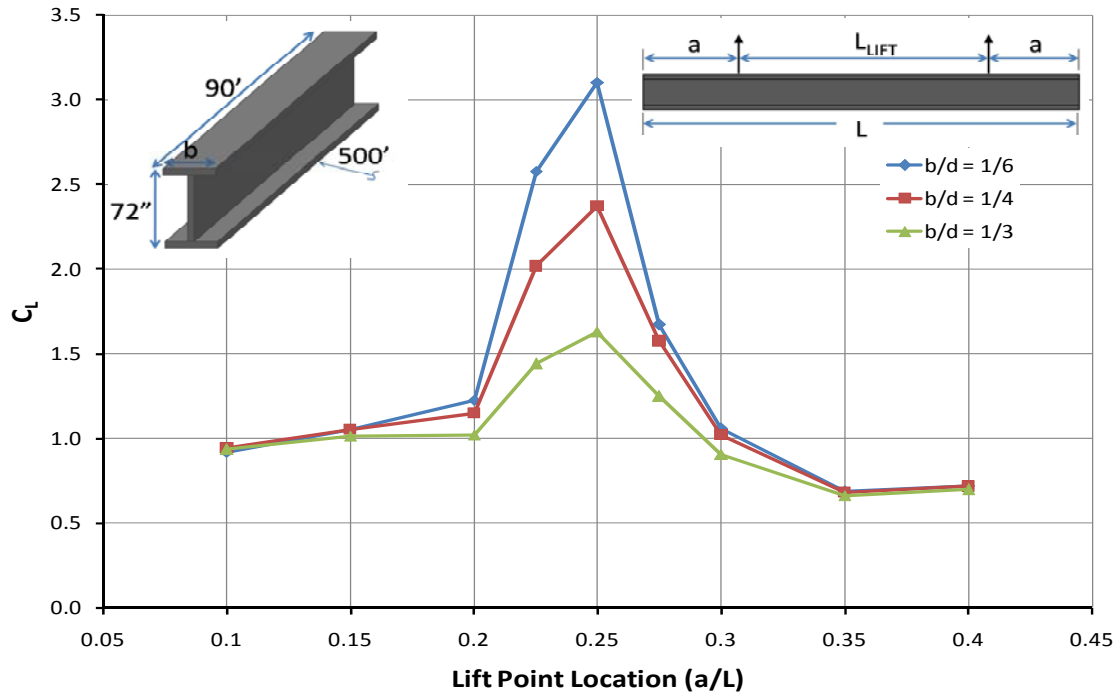 3.5
3.0
2.5
2.0
1.5
1.0
0.5
0.0
C_L
90’
b
72”
500’
a
L_LIFT
a
L
b/d = 1/6
b/d = 1/4
b/d = 1/3
0.05
0.1
0.15
0.2
0.25
0.3
0.35
0.4
0.45
Lift Point Location (a/L)